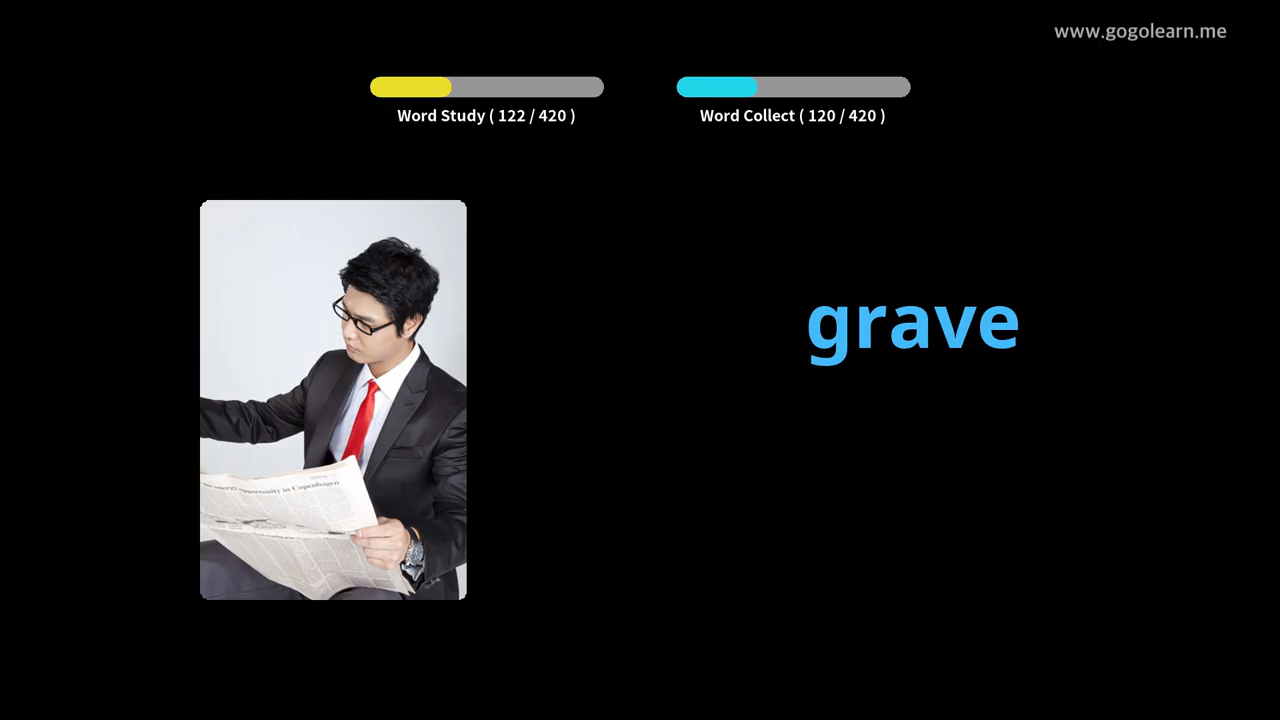 www.gogolearn.me
Word Study ( 122 / 420 )
Word Collect ( 120 / 420 )
grave
opportunity in Copenhagen